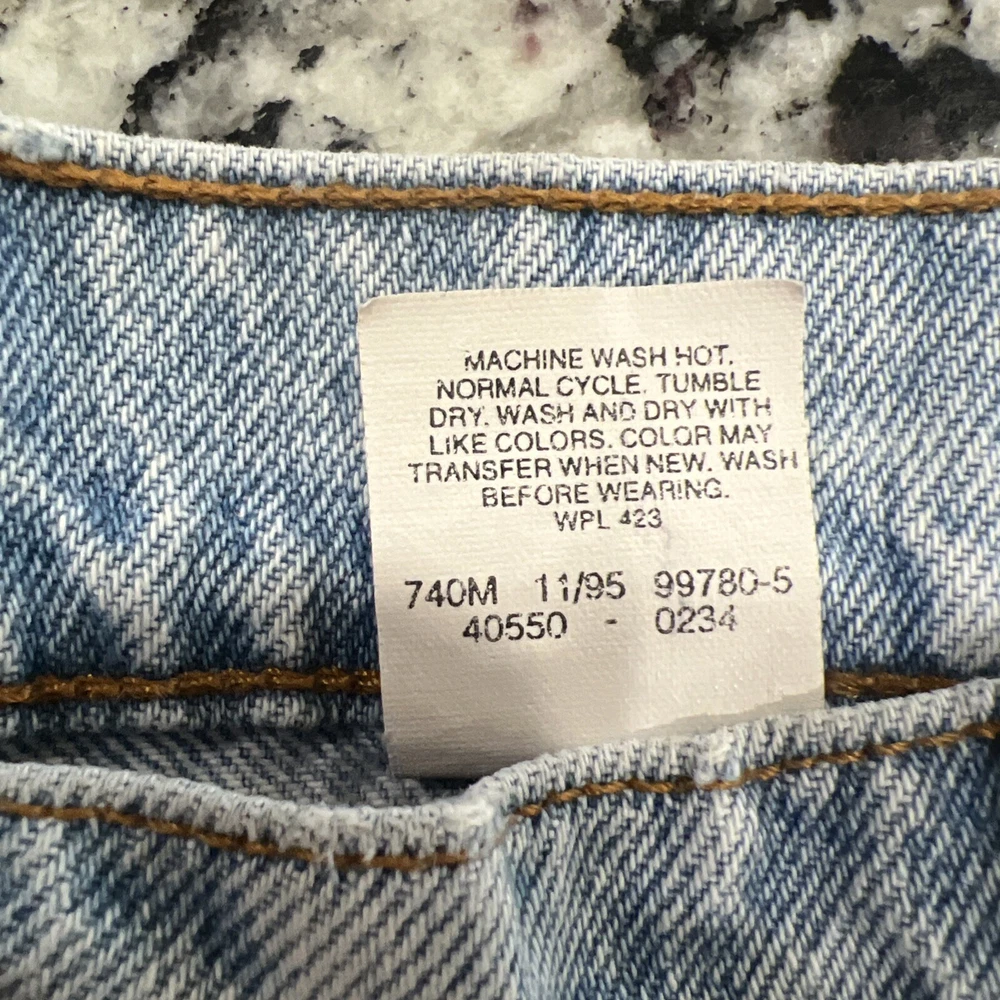 MACHINE WASH HOT.
NORMAL CYCLE. TUMBLE
DRY. WASH AND DRY WITH
LIKE COLORS. COLOR MAY
TRANSFER WHEN NEW. WASH
BEFORE WEARING.
WPL 423
740M 11/95 99780-5
40550 - 0234